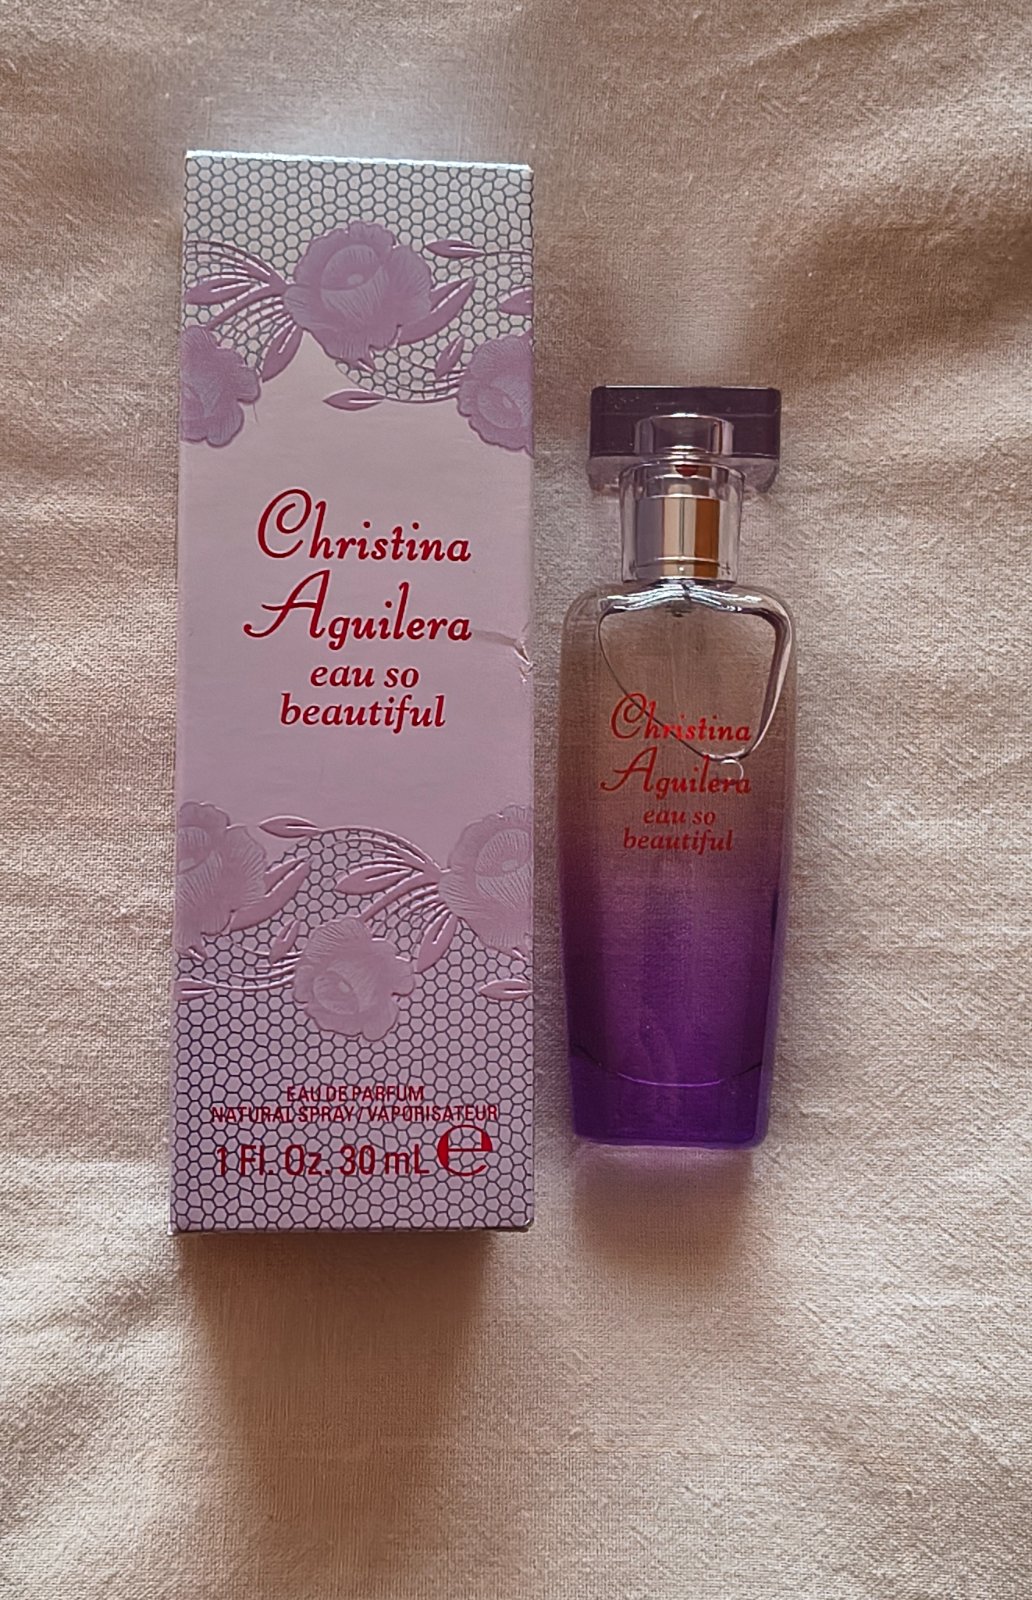 Christina
Aguilera
eau so
beautiful
EAU DE PARFUM
NATURAL SPRAY/VAPORISATEUR
1 Fl. Oz. 30 mL e
Christina
Aguilera
eau so
beautiful